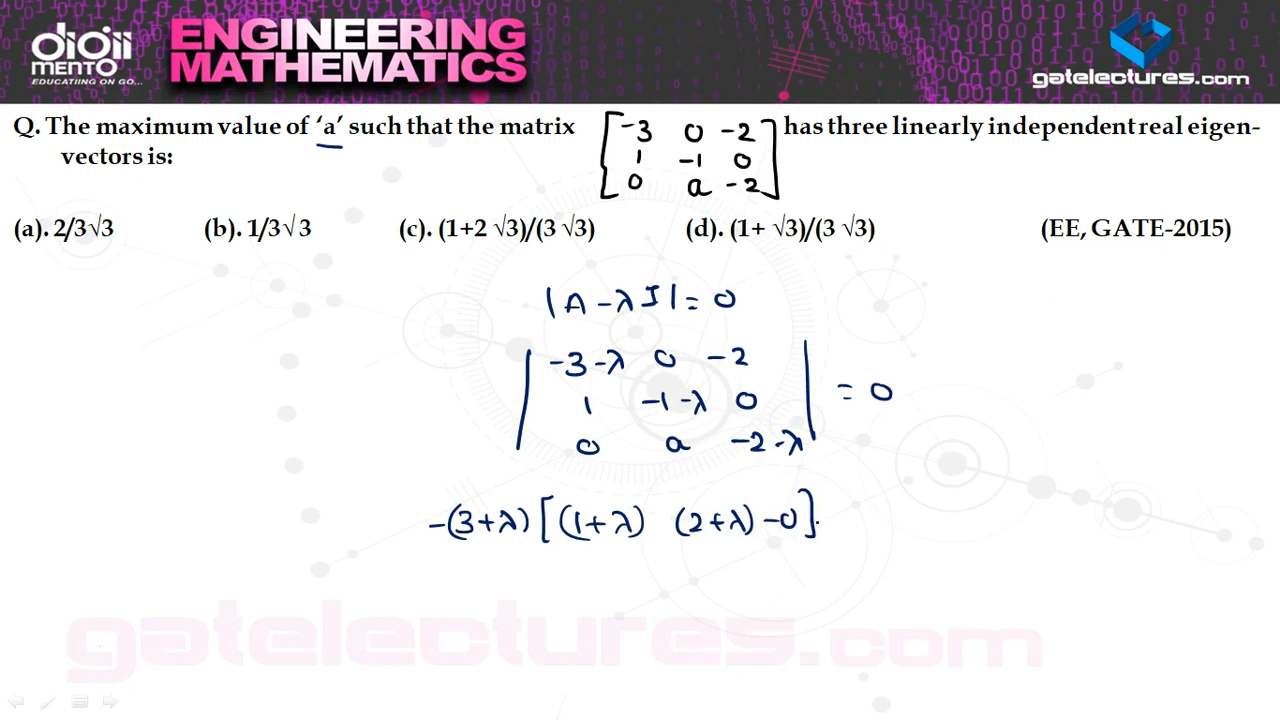 digii MENTO EDUCATIING ON GO...
ENGINEERING MATHEMATICS
gatelectures.com
Q. The maximum value of ‘a’ such that the matrix [-3 0 -2 has three linearly independent real eigen-
1 -1 0
0 a -2]
vectors is:
(a). 2/3√3 (b). 1/3√3 (c). (1+2 √3)/(3 √3) (d). (1+ √3)/(3 √3) (EE, GATE-2015)
|A - λI| = 0
|-3-λ 0 -2
1 -1-λ 0 | = 0
0 a -2-λ
-(3+λ) [(1+λ) (2+λ) -0]
gatelectures.com